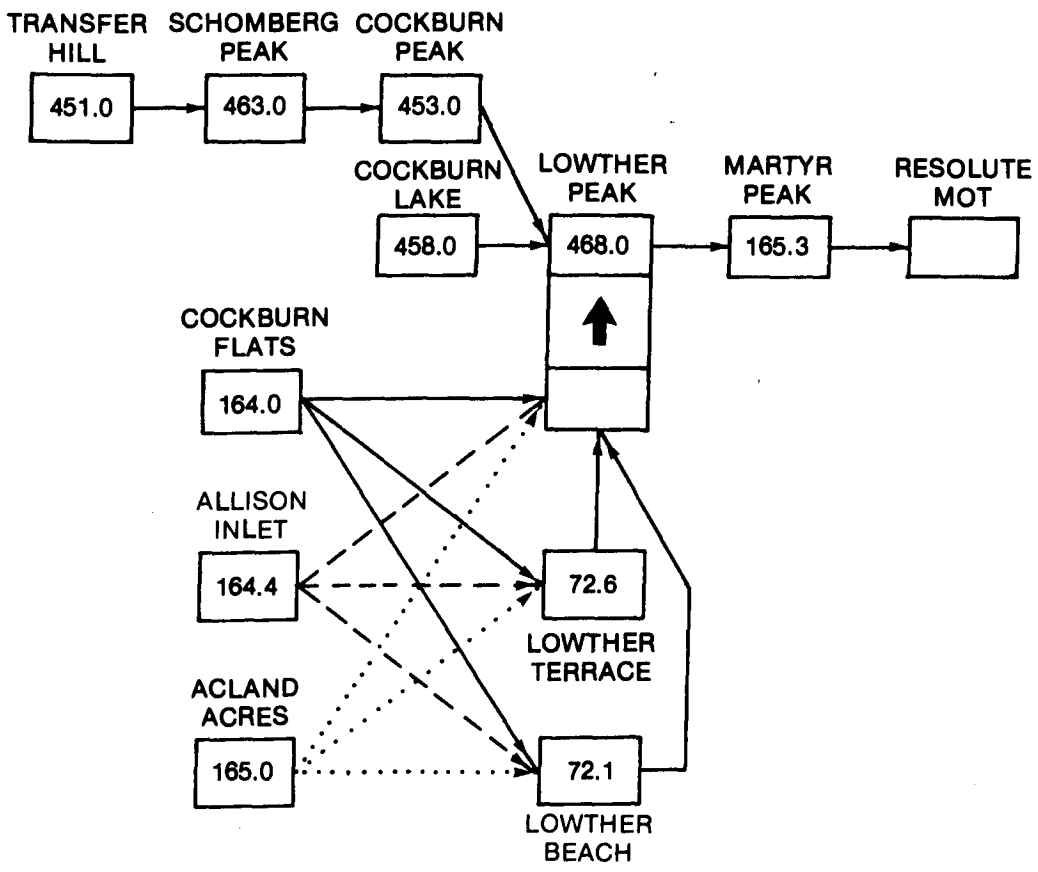 TRANSFER HILL
451.0
SCHOMBERG PEAK
463.0
COCKBURN PEAK
453.0
COCKBURN LAKE
458.0
LOWTHER PEAK
468.0
MARTYR PEAK
165.3
RESOLUTE MOT
COCKBURN FLATS
164.0
ALLISON INLET
164.4
72.6
LOWTHER TERRACE
ACLAND ACRES
165.0
72.1
LOWTHER BEACH